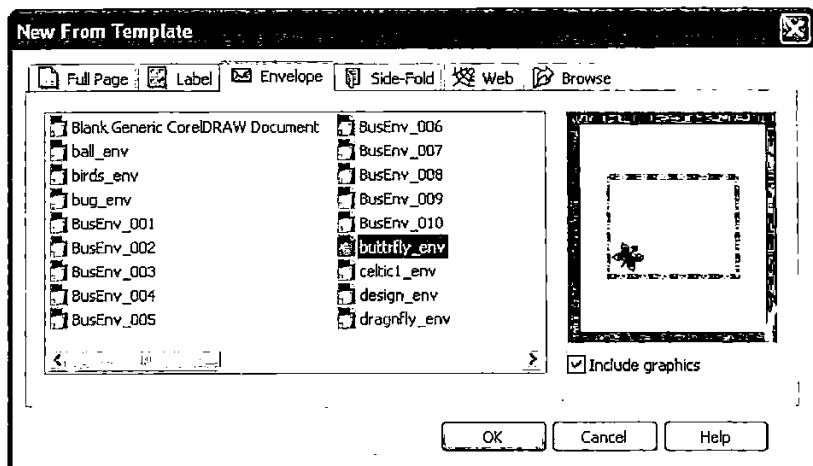 New From Template
Full Page Label Envelope Side-Fold Web Browse
Blank Generic CorelDRAW Document
ball_env
birds_env
bug_env
BusEnv_001
BusEnv_002
BusEnv_003
BusEnv_004
BusEnv_005
BusEnv_006
BusEnv_007
BusEnv_008
BusEnv_009
BusEnv_010
buttrfly_env
celtic1_env
design_env
dragnfly_env
Include graphics
OK Cancel Help